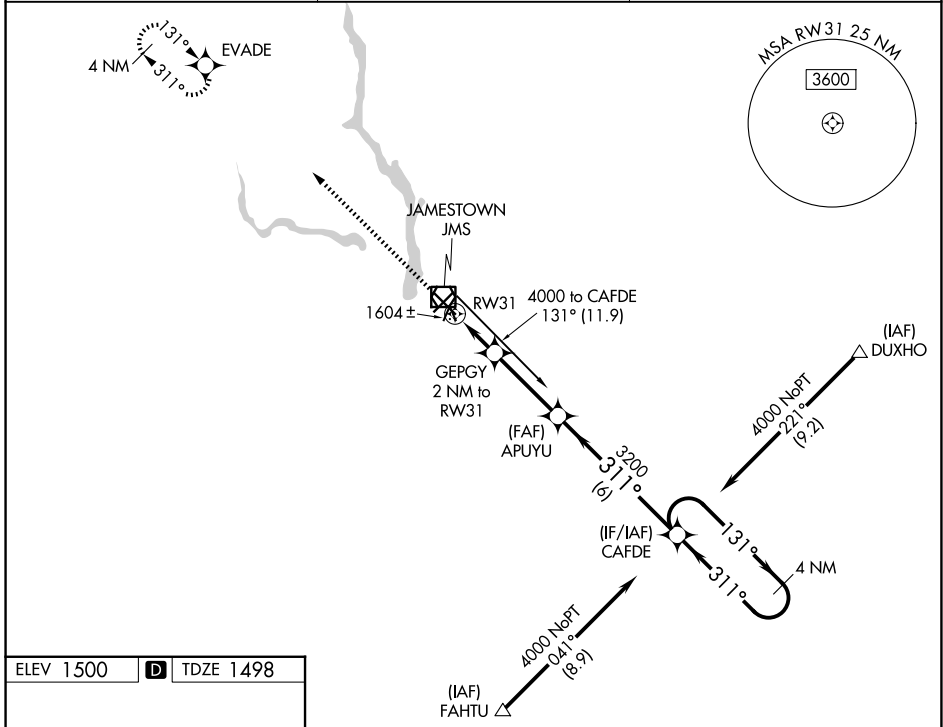 131°
EVADE
4 NM
311°
MSA RW31 25 NM
3600
JAMESTOWN
JMS
RW31
1604 ±
4000 to CAFDE
131° (11.9)
GEPGY
2 NM to
RW31
(IAF)
DUXHO
4000 NoPT
221°
(9.2)
(FAF)
APUYU
3200
311°
(6)
(IF/IAF)
CAFDE
131°
4 NM
311°
4000 NoPT
041°
(8.9)
(IAF)
FAHTU
ELEV 1500 D TDZE 1498